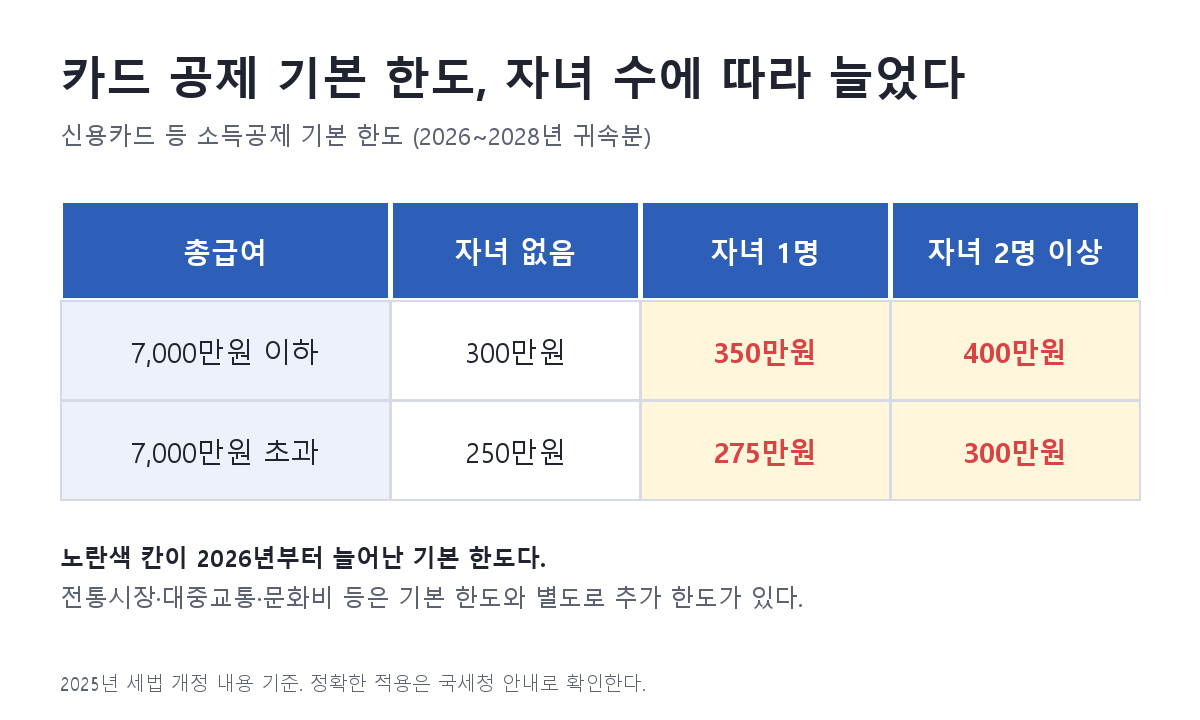 카드 공제 기본 한도, 자녀 수에 따라 늘었다
신용카드 등 소득공제 기본 한도 (2026~2028년 귀속분)
총급여 자녀 없음 자녀 1명 자녀 2명 이상
7,000만원 이하 300만원 350만원 400만원
7,000만원 초과 250만원 275만원 300만원
노란색 칸이 2026년부터 늘어난 기본 한도다.
전통시장·대중교통·문화비 등은 기본 한도와 별도로 추가 한도가 있다.
2025년 세법 개정 내용 기준. 정확한 적용은 국세청 안내로 확인한다.